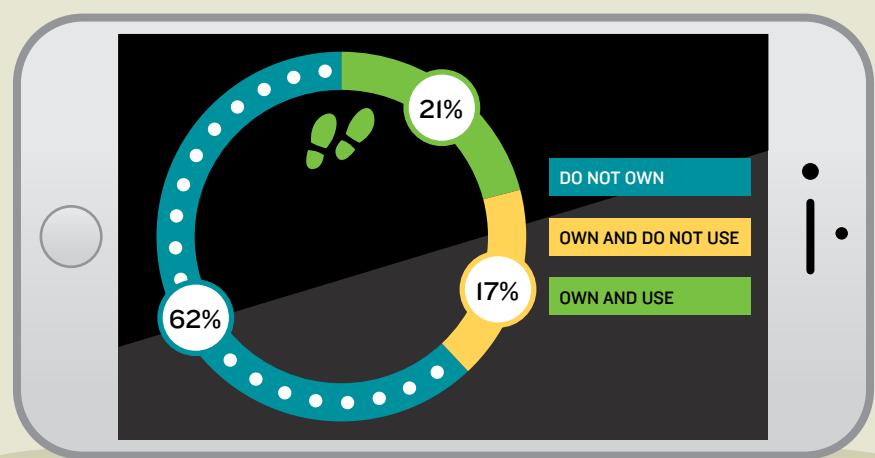 21%
DO NOT OWN
OWN AND DO NOT USE
17%
OWN AND USE
62%